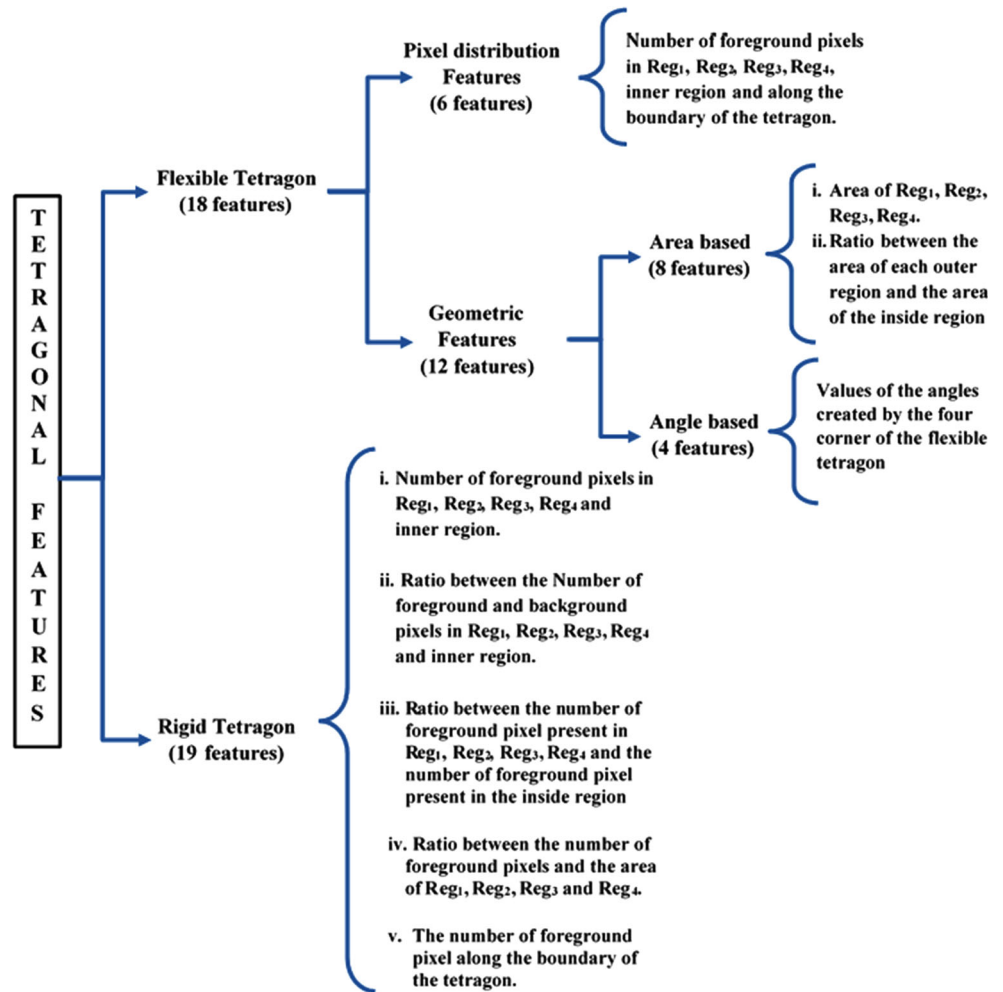 TETRAGONAL FEATURES
Flexible Tetragon
(18 features)
Pixel distribution
Features
(6 features)
Number of foreground pixels
in Reg₁, Reg₂, Reg₃, Reg₄,
inner region and along the
boundary of the tetragon.
Geometric
Features
(12 features)
Area based
(8 features)
i. Area of Reg₁, Reg₂,
Reg₃, Reg₄.
ii. Ratio between the
area of each outer
region and the area
of the inside region
Angle based
(4 features)
Values of the angles
created by the four
corner of the flexible
tetragon
Rigid Tetragon
(19 features)
i. Number of foreground pixels in
Reg₁, Reg₂, Reg₃, Reg₄ and
inner region.
ii. Ratio between the Number of
foreground and background
pixels in Reg₁, Reg₂, Reg₃, Reg₄
and inner region.
iii. Ratio between the number of
foreground pixel present in
Reg₁, Reg₂, Reg₃, Reg₄ and the
number of foreground pixel
present in the inside region
iv. Ratio between the number of
foreground pixels and the area
of Reg₁, Reg₂, Reg₃ and Reg₄.
v. The number of foreground
pixel along the boundary of
the tetragon.